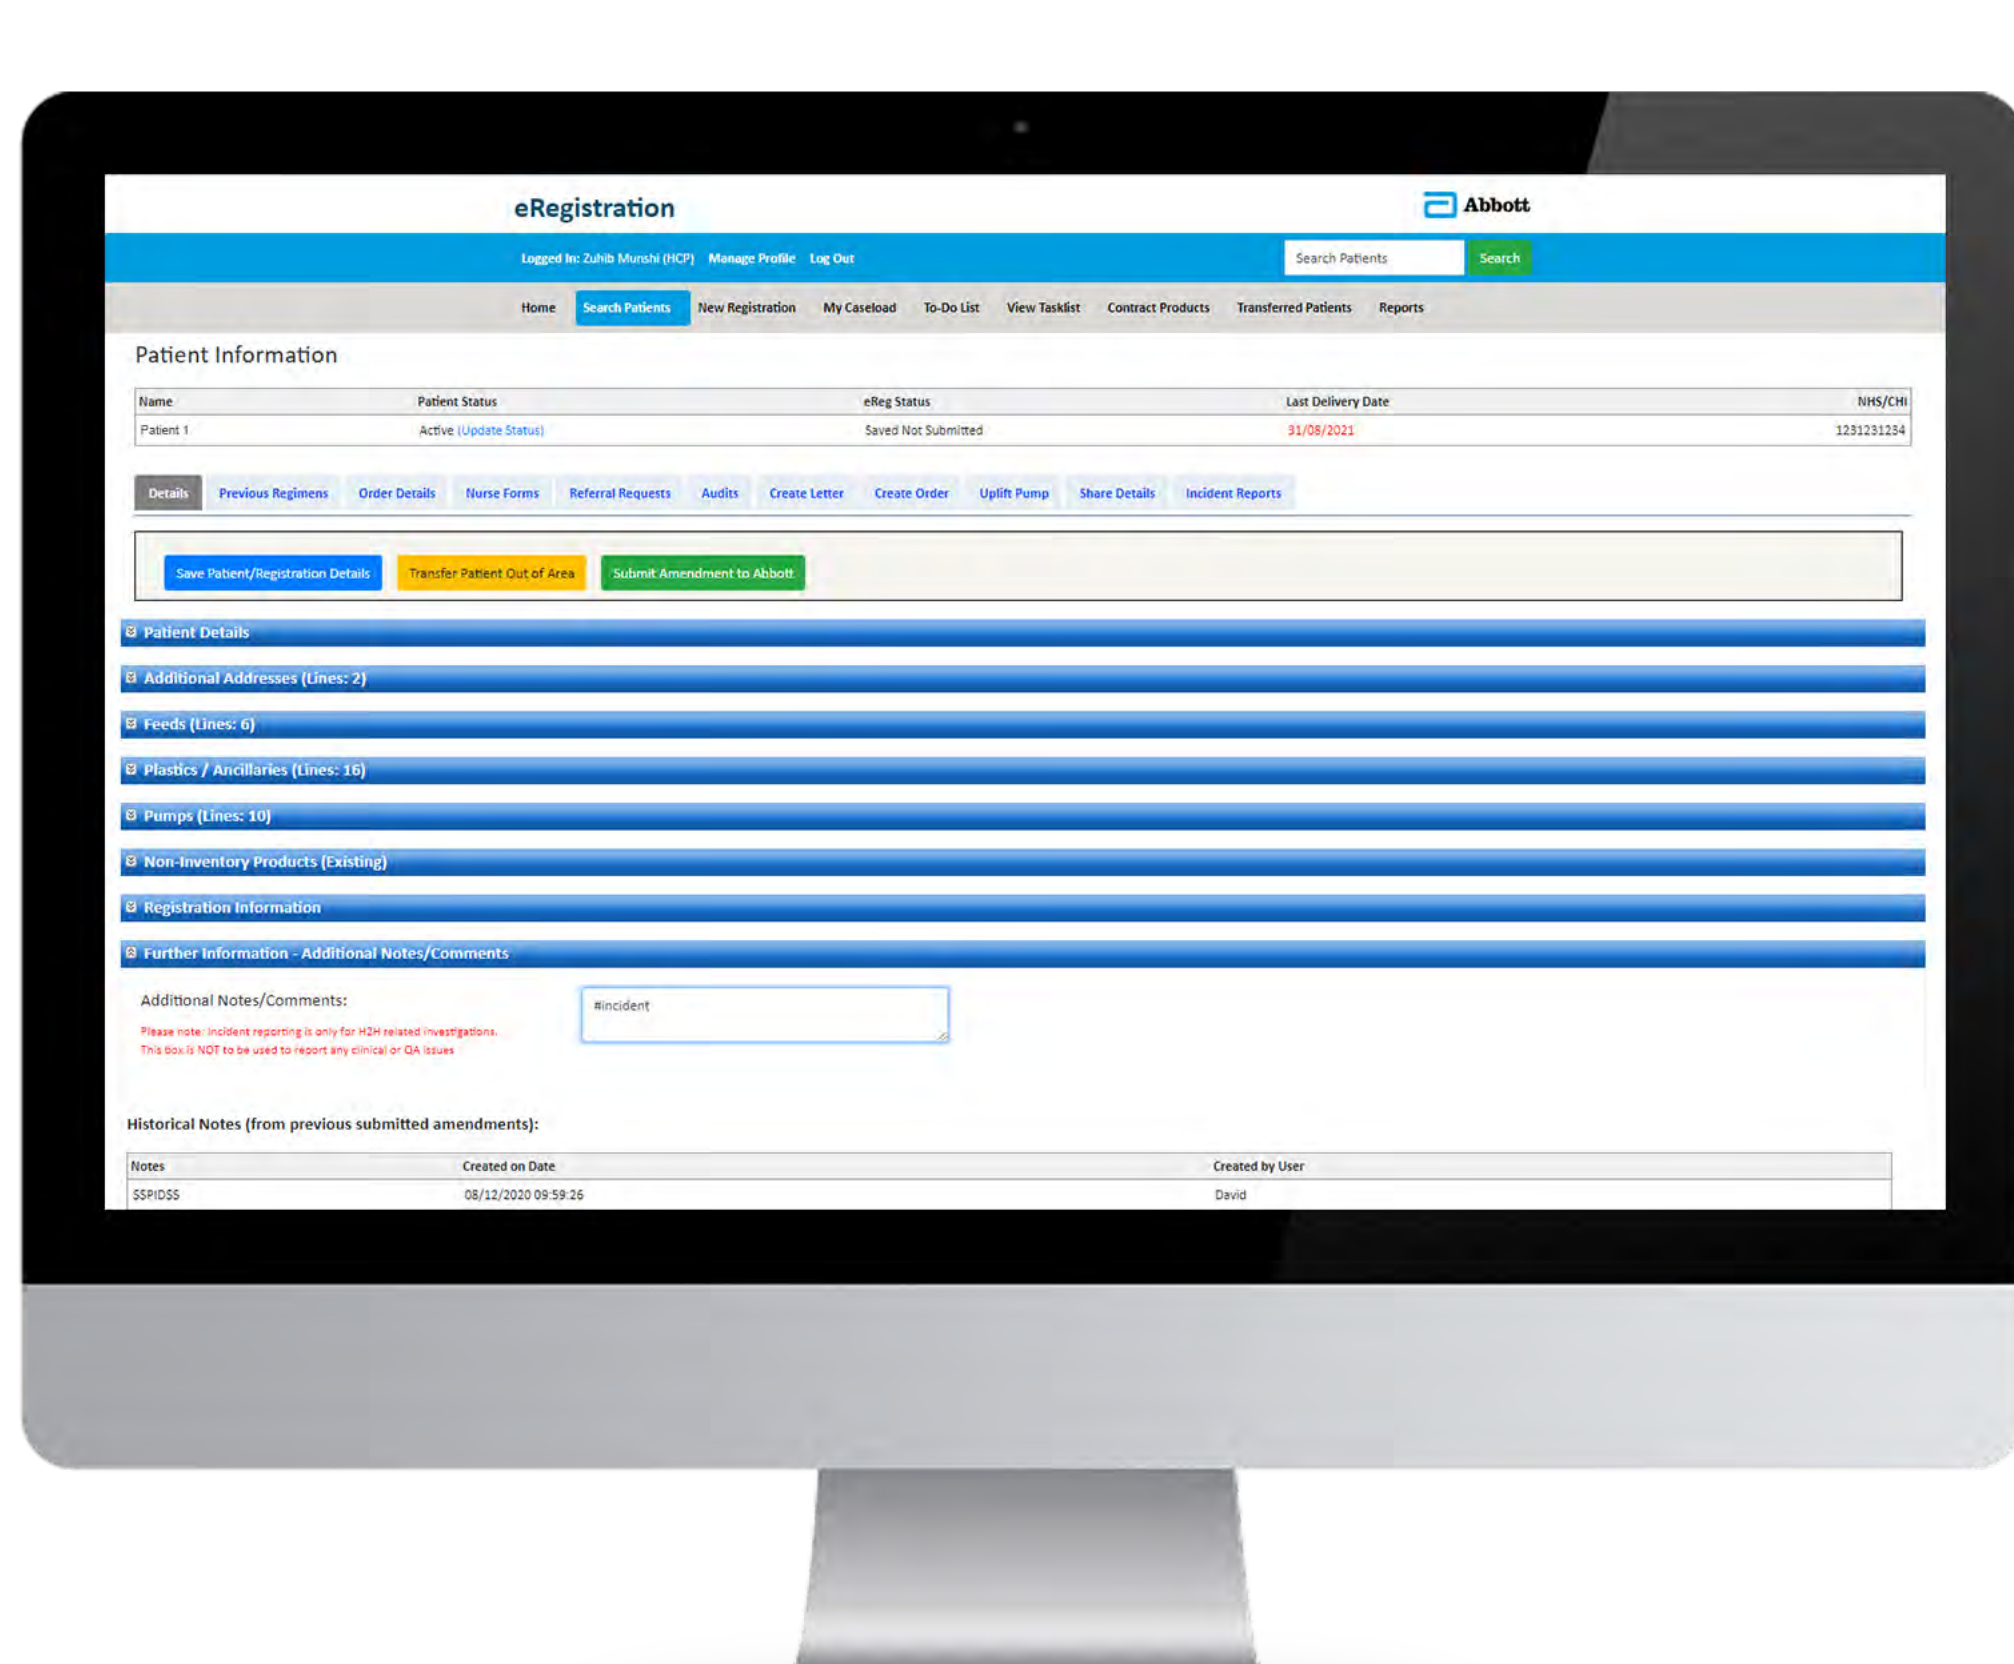 eRegistration
Abbott
Logged In: Zuhib Munshi (HCP) Manage Profile Log Out
Search Patients Search
Home Search Patients New Registration My Caseload To-Do List View Tasklist Contract Products Transferred Patients Reports
Patient Information
Name Patient Status eReg Status Last Delivery Date NHS/CHI
Patient 1 Active (Update Status) Saved Not Submitted 31/08/2021 1231231234
Details Previous Regimens Order Details Nurse Forms Referral Requests Audits Create Letter Create Order Uplift Pump Share Details Incident Reports
Save Patient/Registration Details Transfer Patient Out of Area Submit Amendment to Abbott
Patient Details
Additional Addresses (Lines: 2)
Feeds (Lines: 6)
Plastics / Ancillaries (Lines: 16)
Pumps (Lines: 10)
Non-Inventory Products (Existing)
Registration Information
Further Information - Additional Notes/Comments
Additional Notes/Comments:
#incident
Please note: Incident reporting is only for H2H related investigations.
This box is NOT to be used to report any clinical or QA issues
Historical Notes (from previous submitted amendments):
Notes Created on Date Created by User
SSPIDSS 08/12/2020 09:59:26 David